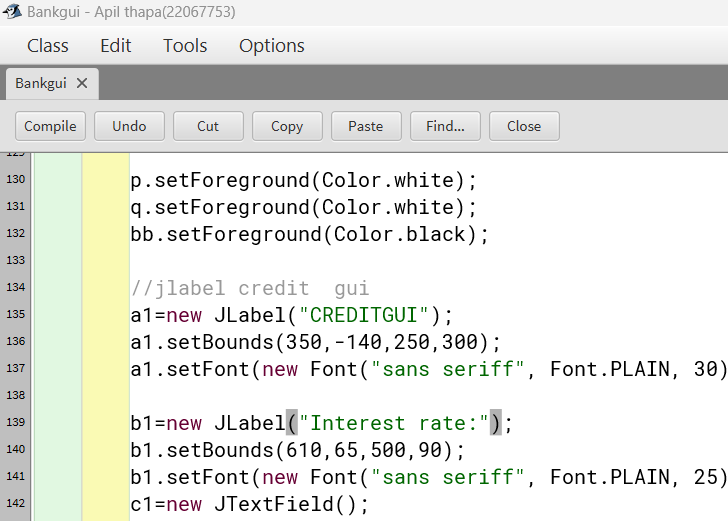 Bankgui - Apil thapa(22067753)
Class Edit Tools Options
Bankgui ✕
Compile Undo Cut Copy Paste Find... Close
129
130 p.setForeground(Color.white);
131 q.setForeground(Color.white);
132 bb.setForeground(Color.black);
133
134 //jlabel credit  gui
135 a1=new JLabel("CREDITGUI");
136 a1.setBounds(350,-140,250,300);
137 a1.setFont(new Font("sans seriff", Font.PLAIN, 30)
138
139 b1=new JLabel("Interest rate:");
140 b1.setBounds(610,65,500,90);
141 b1.setFont(new Font("sans seriff", Font.PLAIN, 25)
142 c1=new JTextField();